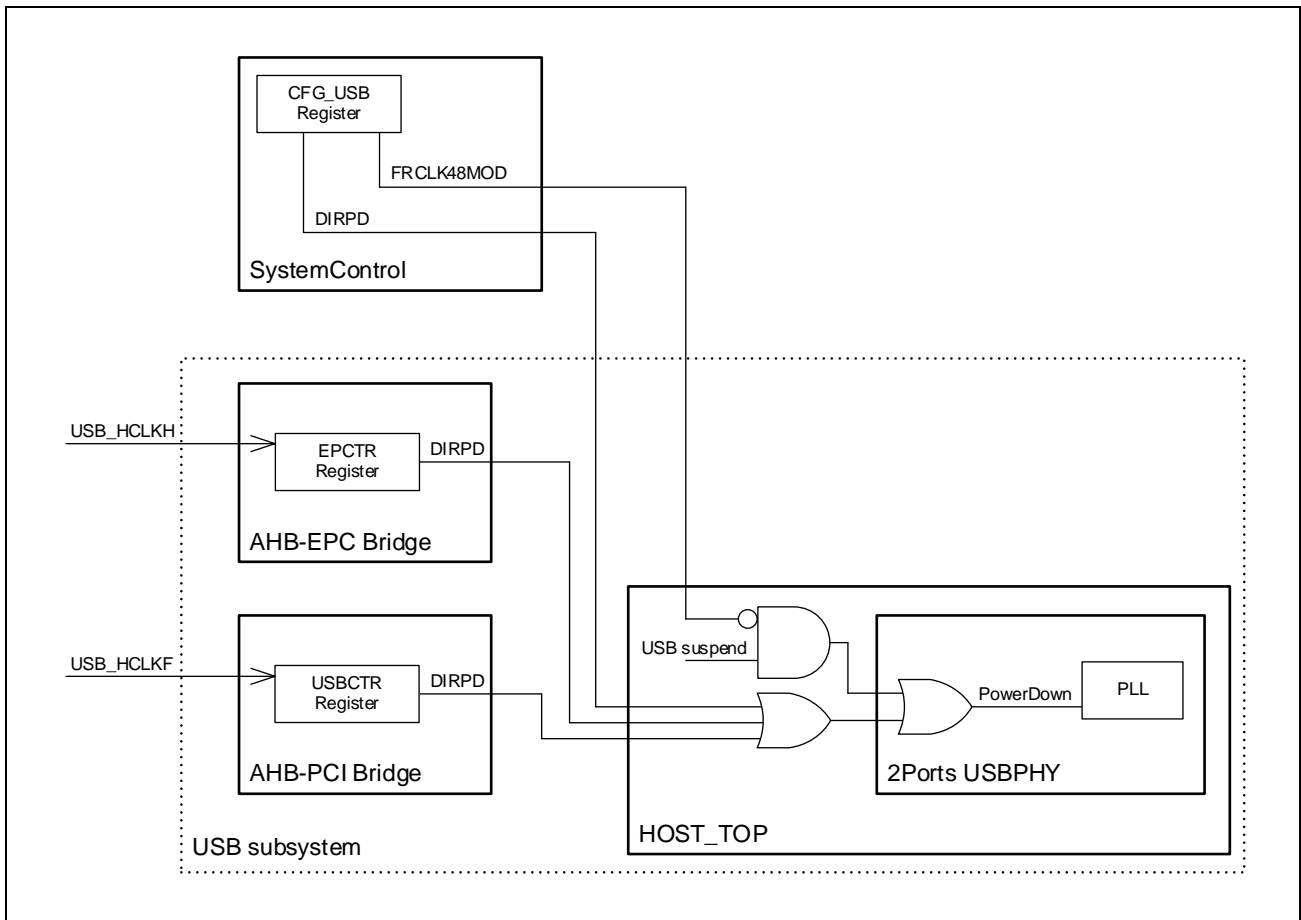 CFG_USB
Register
FRCLK48MOD
DIRPD
SystemControl
USB_HCLKH
EPCTR
Register
DIRPD
AHB-EPC Bridge
USB_HCLKF
USBCTR
Register
DIRPD
AHB-PCI Bridge
USB suspend
PowerDown
PLL
2Ports USBPHY
HOST_TOP
USB subsystem